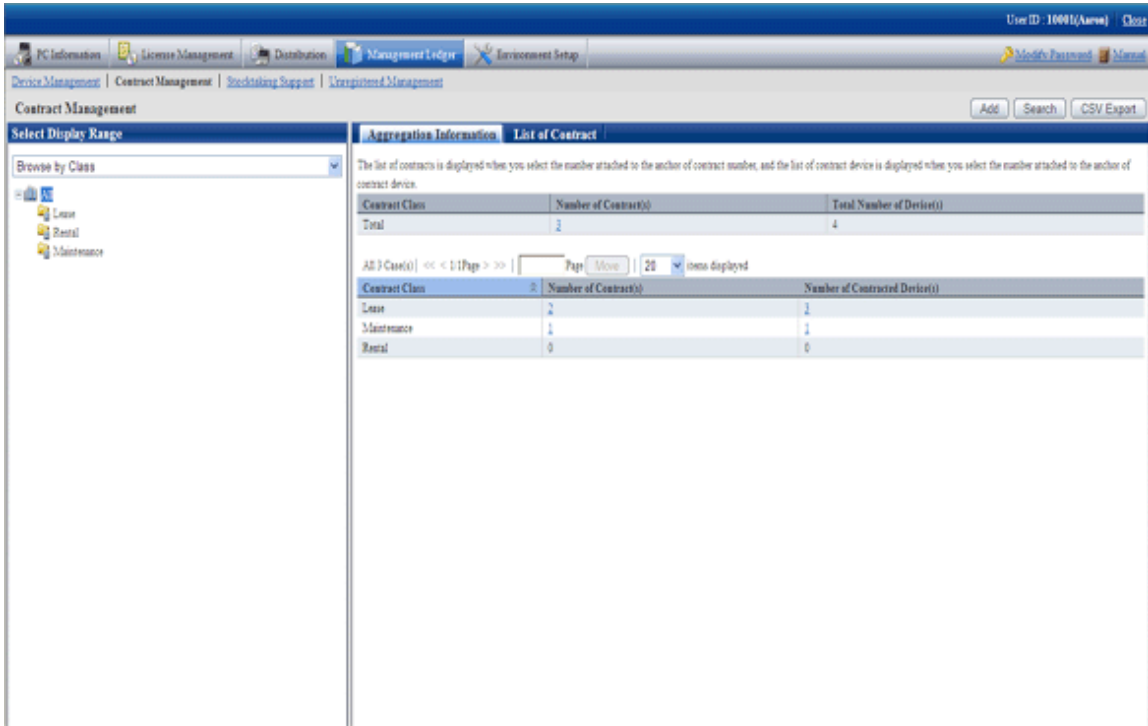 User ID : 10001(Aaron) Close
PC Information License Management Distribution Management Ledger Environment Setup Modify Password Manual
Device Management | Contract Management | Stocktaking Support | Unregistered Management
Contract Management Add Search CSV Export
Select Display Range
Browse by Class
All
Lease
Rental
Maintenance
Aggregation Information List of Contract
The list of contracts is displayed when you select the number attached to the anchor of contract number, and the list of contract device is displayed when you select the number attached to the anchor of
contract device.
Contract Class Number of Contract(s) Total Number of Device(s)
Total 3 4
All 3 Case(s) | << < 1/1Page > >> | Page Move | 20 items displayed
Contract Class Number of Contract(s) Number of Contracted Device(s)
Lease 2 3
Maintenance 1 1
Rental 0 0